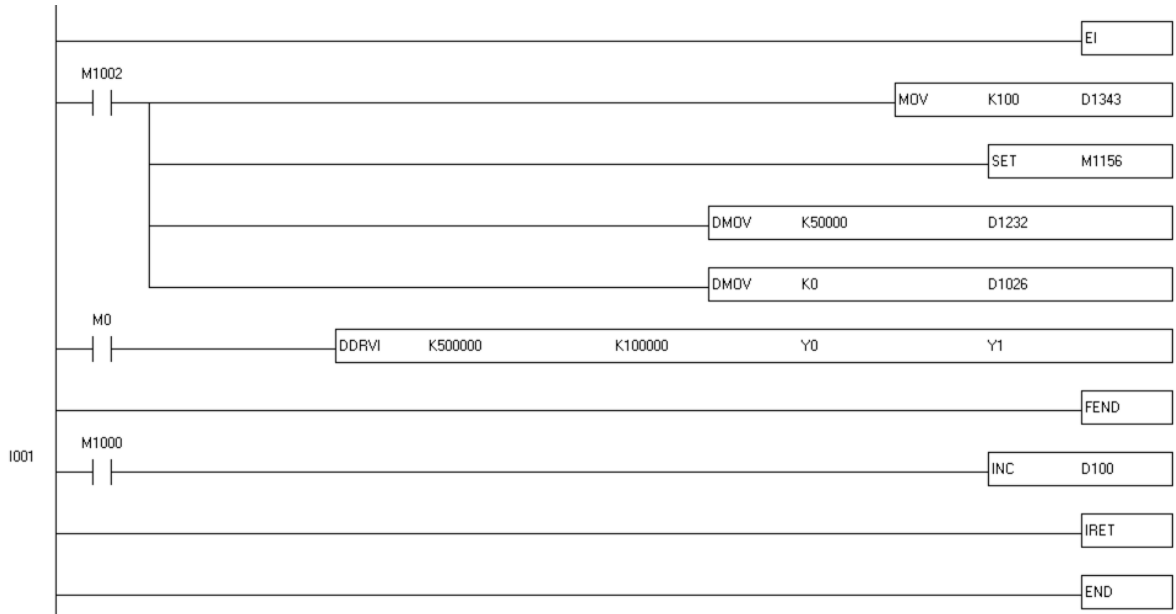 EI
M1002
MOV K100 D1343
SET M1156
DMOV K50000 D1232
DMOV K0 D1026
M0
DDRVI K500000 K100000 Y0 Y1
FEND
M1000
I001
INC D100
IRET
END